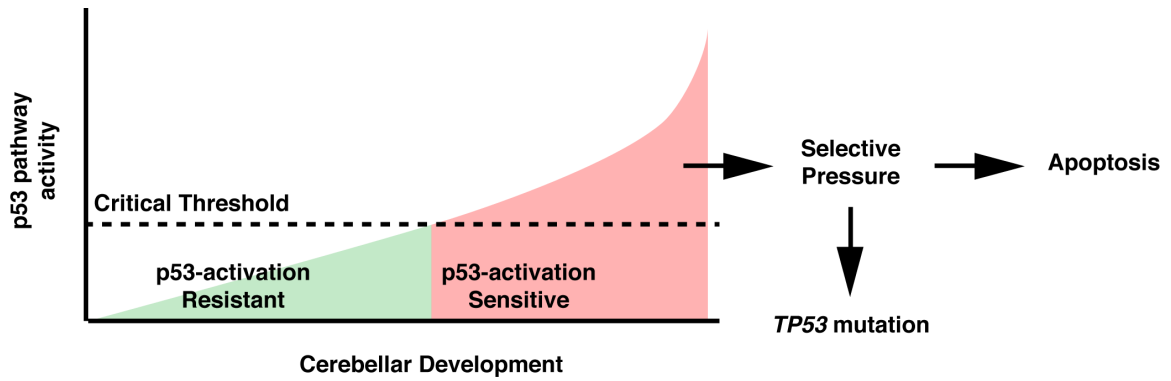 p53 pathway
activity
Critical Threshold
p53-activation
Resistant
p53-activation
Sensitive
Cerebellar Development
Selective
Pressure
Apoptosis
TP53 mutation